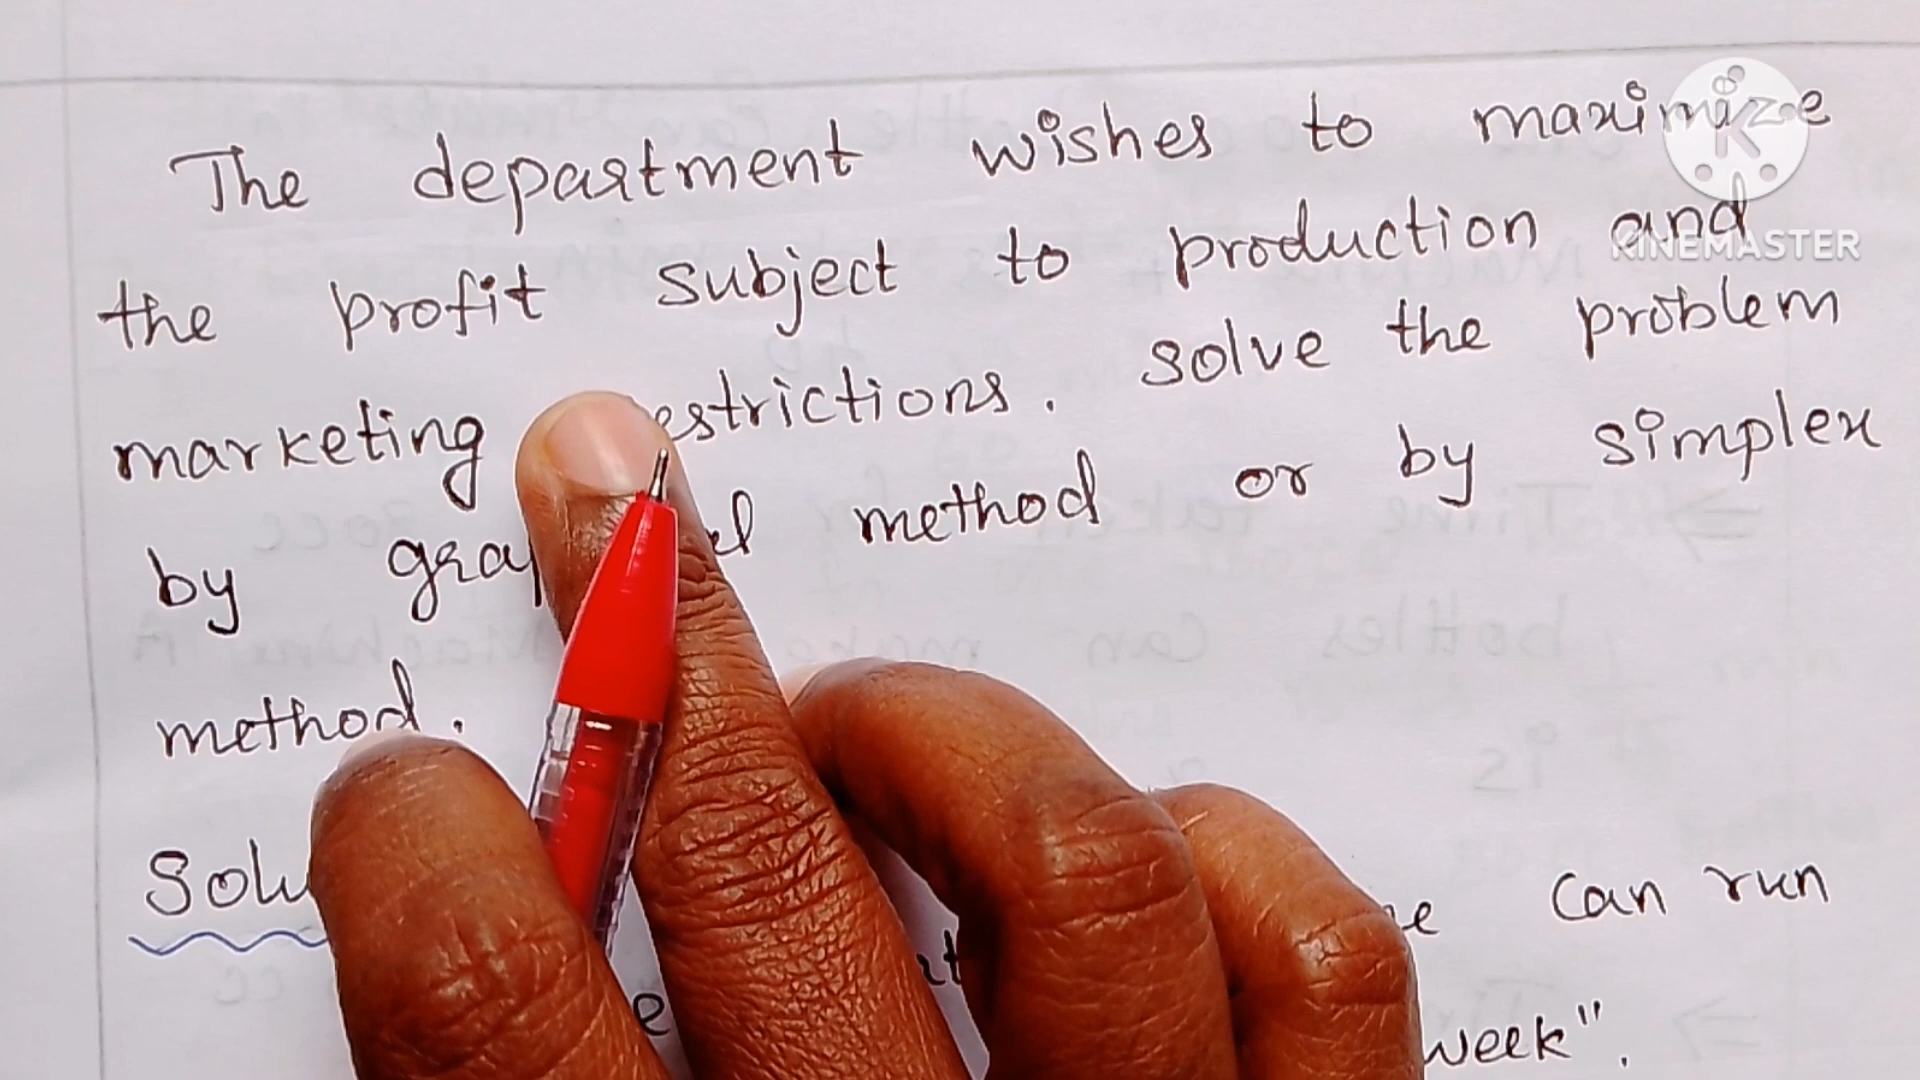 The department wishes to maximize
the profit subject to production and
marketing restrictions. solve the problem
by method or by simplex
method.
can run
week".
KINEMASTER